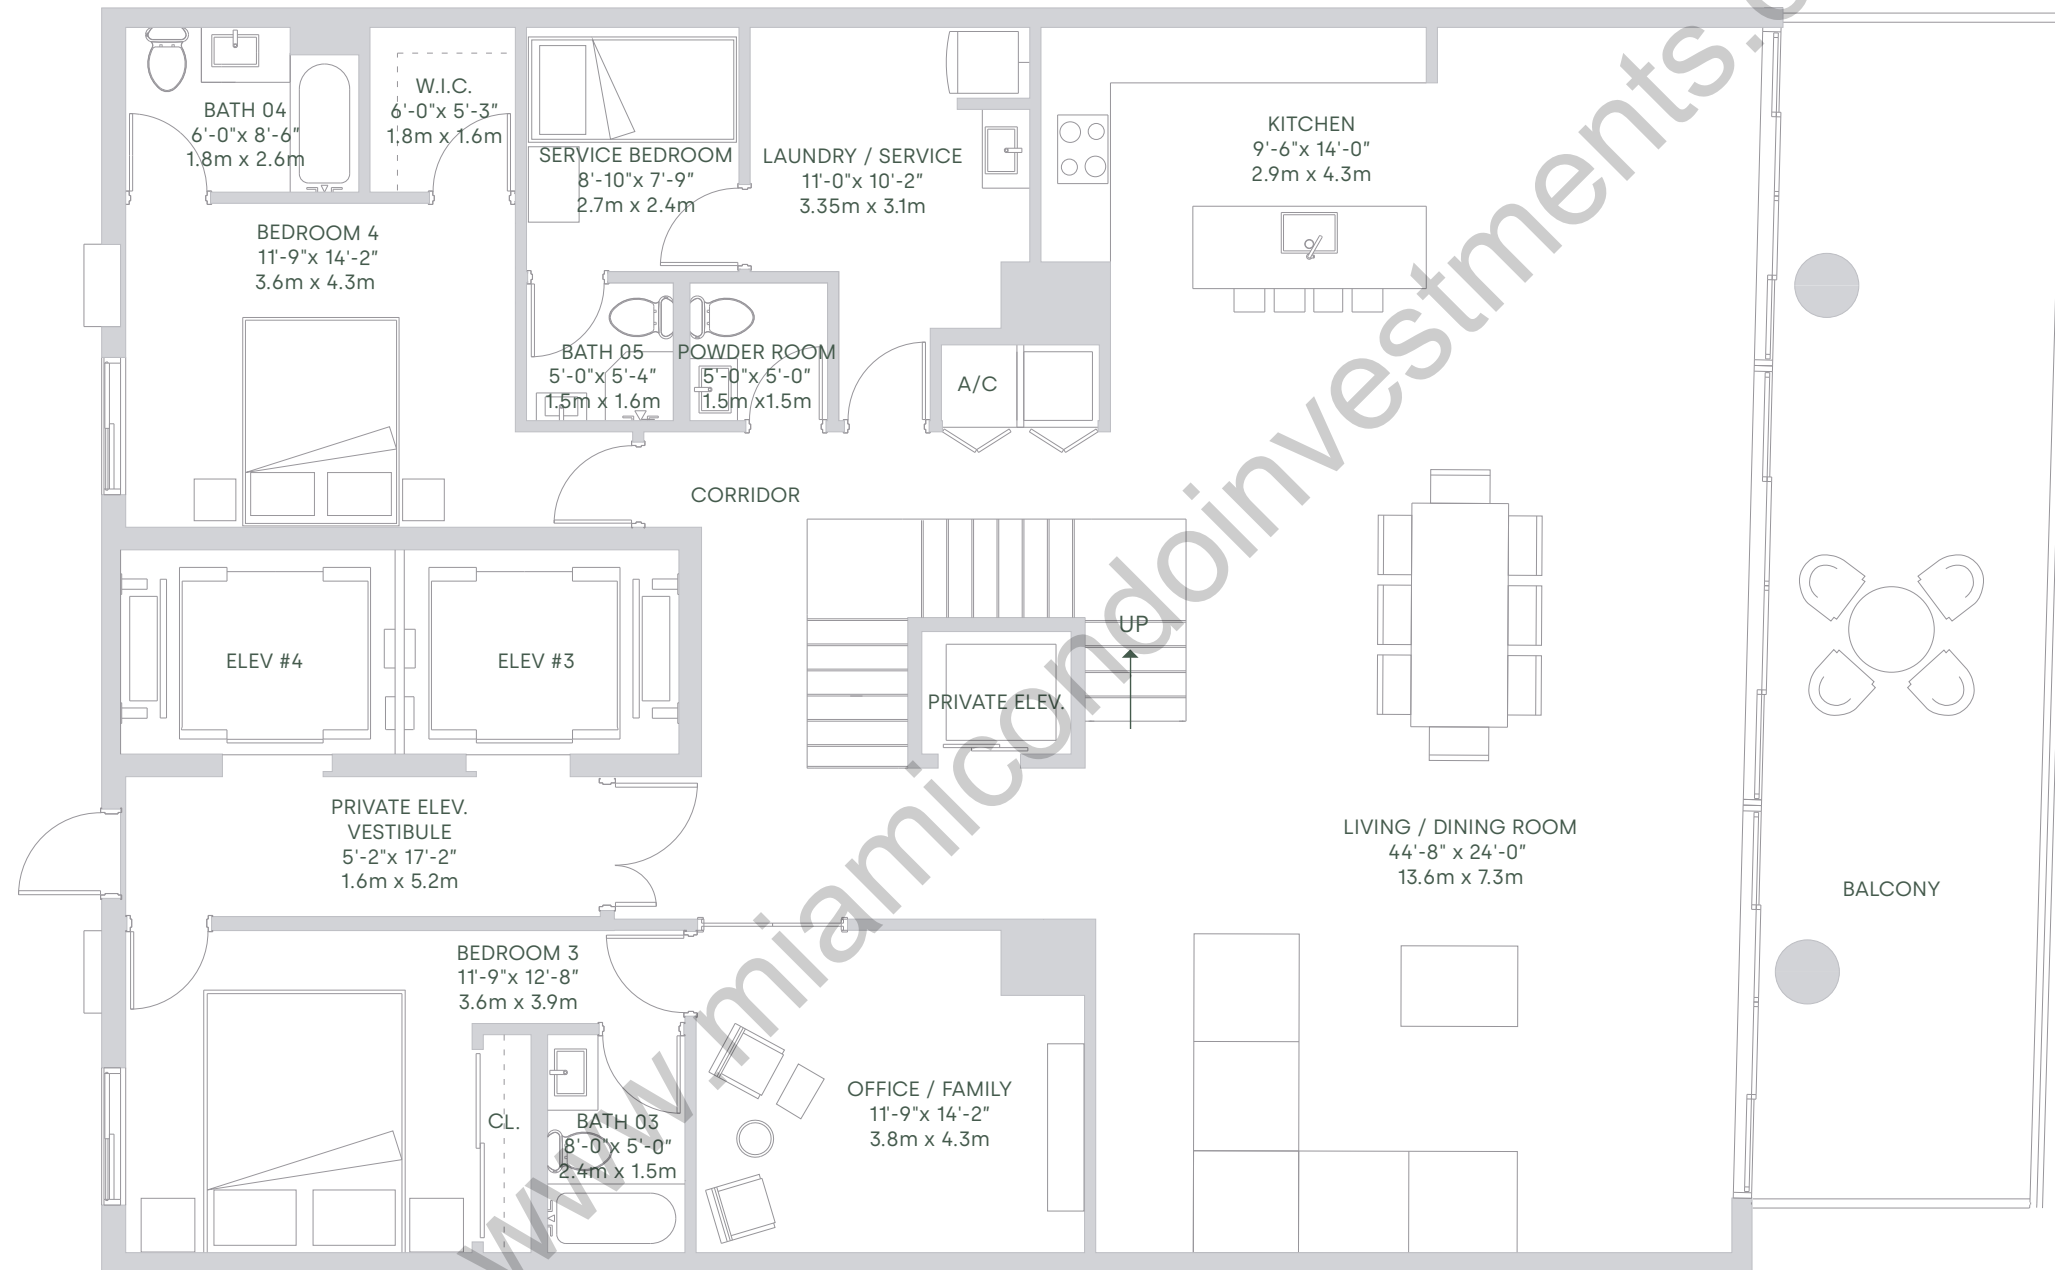 BATH 04
6'-0"x 8'-6"
1.8m x 2.6m
W.I.C.
6'-0"x 5'-3"
1.8m x 1.6m
SERVICE BEDROOM
8'-10"x 7'-9"
2.7m x 2.4m
LAUNDRY / SERVICE
11'-0"x 10'-2"
3.35m x 3.1m
KITCHEN
9'-6"x 14'-0"
2.9m x 4.3m
BEDROOM 4
11'-9"x 14'-2"
3.6m x 4.3m
BATH 05
5'-0"x 5'-4"
1.5m x 1.6m
POWDER ROOM
5'-0"x 5'-0"
1.5m x1.5m
A/C
CORRIDOR
UP
ELEV #4
ELEV #3
PRIVATE ELEV.
PRIVATE ELEV.
VESTIBULE
5'-2"x 17'-2"
1.6m x 5.2m
LIVING / DINING ROOM
44'-8" x 24'-0"
13.6m x 7.3m
BALCONY
BEDROOM 3
11'-9"x 12'-8"
3.6m x 3.9m
CL.
BATH 03
8'-0"x 5'-0"
2.4m x 1.5m
OFFICE / FAMILY
11'-9"x 14'-2"
3.8m x 4.3m
www.miamicondoinvestments.c